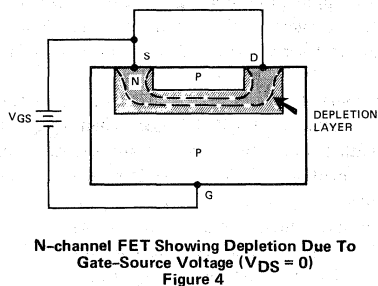 S
D
P
N
VGS
DEPLETION
LAYER
P
G
N-channel FET Showing Depletion Due To
Gate-Source Voltage (VDS = 0)
Figure 4